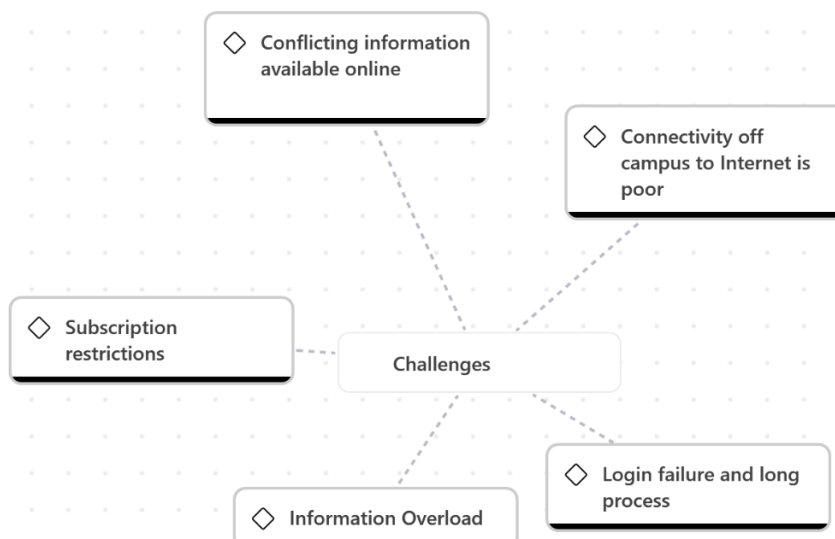 Conflicting information
available online
Connectivity off
campus to Internet is
poor
Subscription
restrictions
Challenges
Login failure and long
process
Information Overload